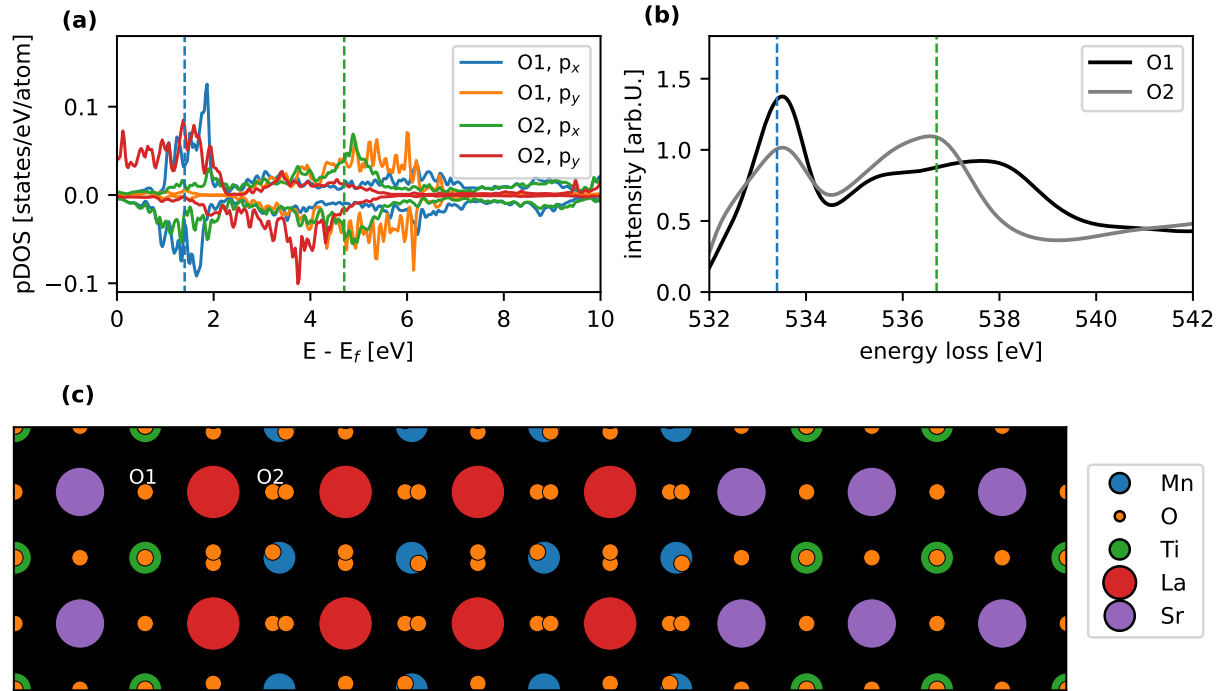 (a)
pDOS [states/eV/atom]
0.1
0.0
−0.1
0
2
4
6
8
10
E - E_f [eV]
O1, p_x
O1, p_y
O2, p_x
O2, p_y
(b)
intensity [arb.U.]
1.5
1.0
0.5
0.0
532
534
536
538
540
542
energy loss [eV]
O1
O2
(c)
O1
O2
Mn
O
Ti
La
Sr